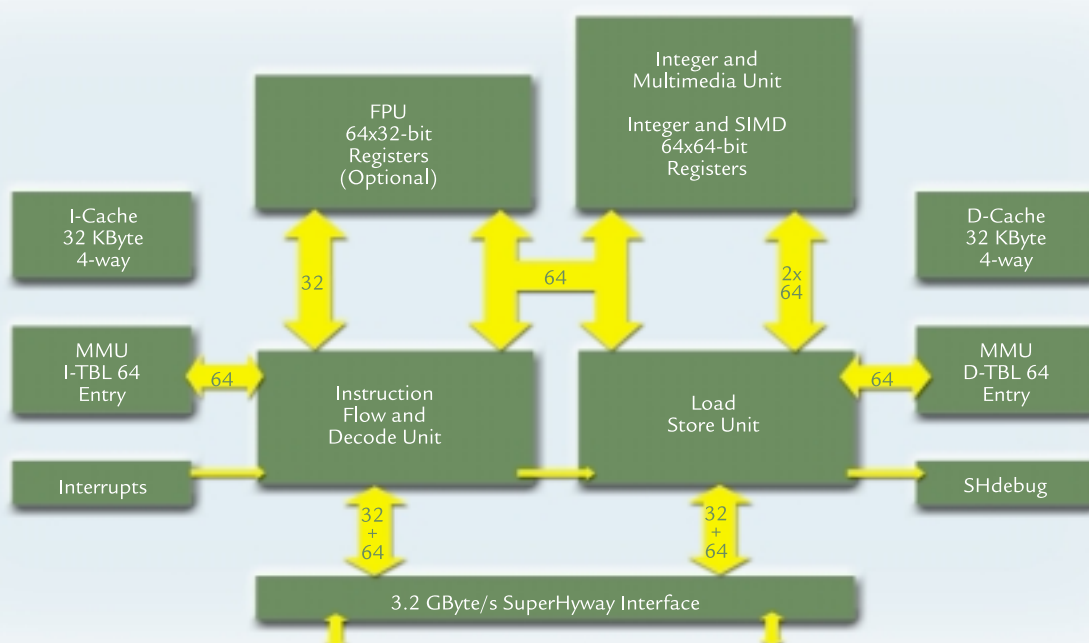 Integer and
Multimedia Unit
Integer and SIMD
64x64-bit
Registers
FPU
64x32-bit
Registers
(Optional)
I-Cache
32 KByte
4-way
D-Cache
32 KByte
4-way
32
64
2x
64
MMU
I-TBL 64
Entry
64
Instruction
Flow and
Decode Unit
Load
Store Unit
64
MMU
D-TBL 64
Entry
Interrupts
SHdebug
32
+
64
32
+
64
3.2 GByte/s SuperHyway Interface